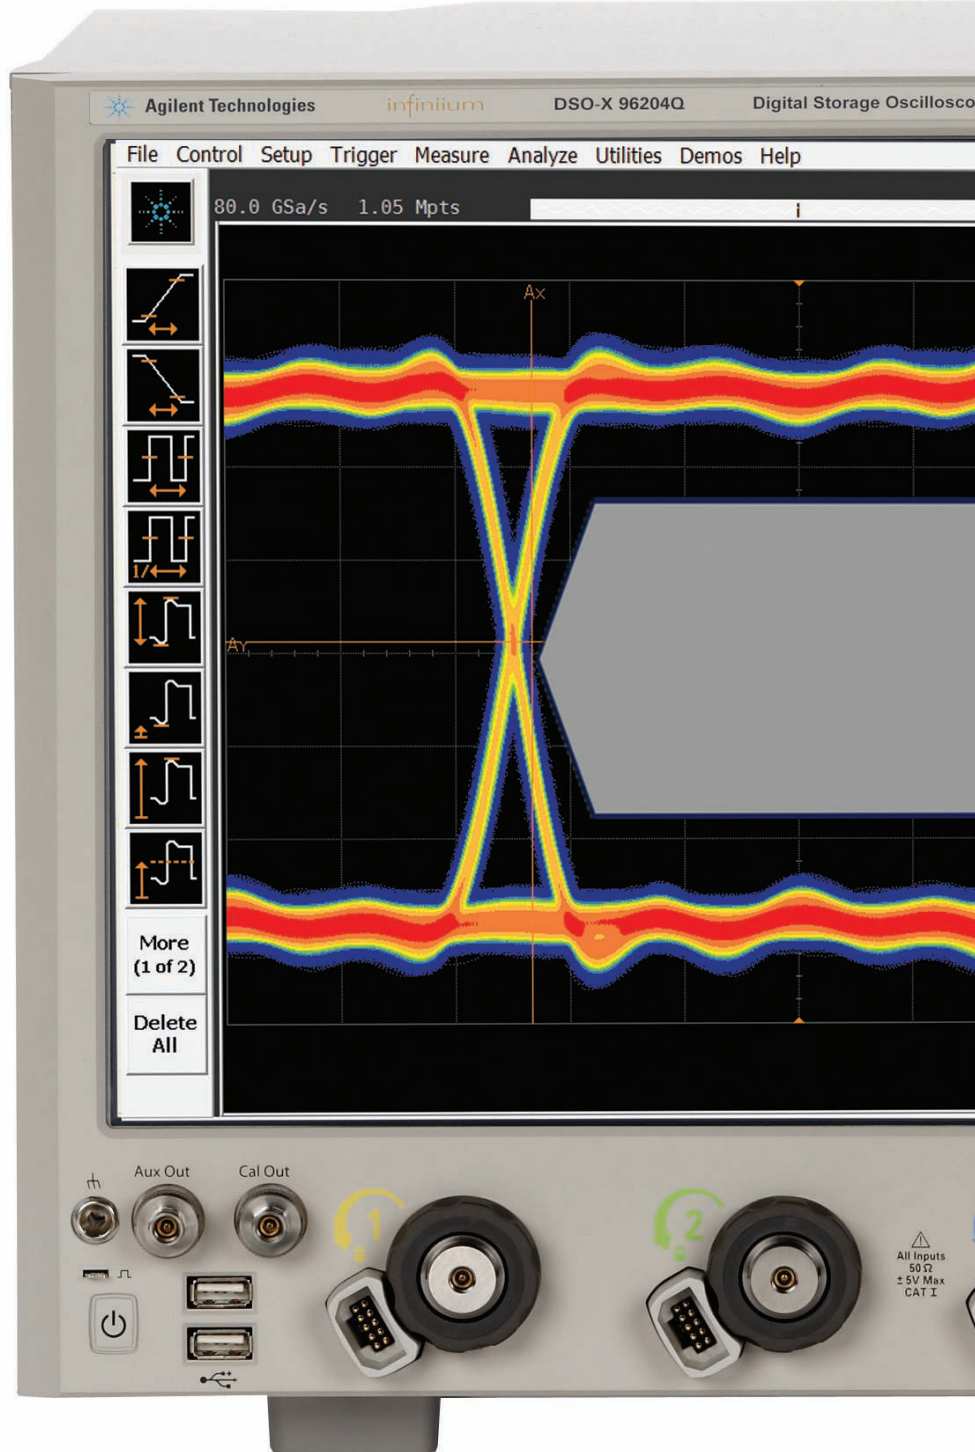 Agilent Technologies
infiniium
DSO-X 96204Q
Digital Storage Oscillosco
File Control Setup Trigger Measure Analyze Utilities Demos Help
80.0 GSa/s 1.05 Mpts
Ax
AY
1/
More
(1 of 2)
Delete
All
Aux Out
Cal Out
1
2
All Inputs
50 Ω
± 5V Max
CAT I